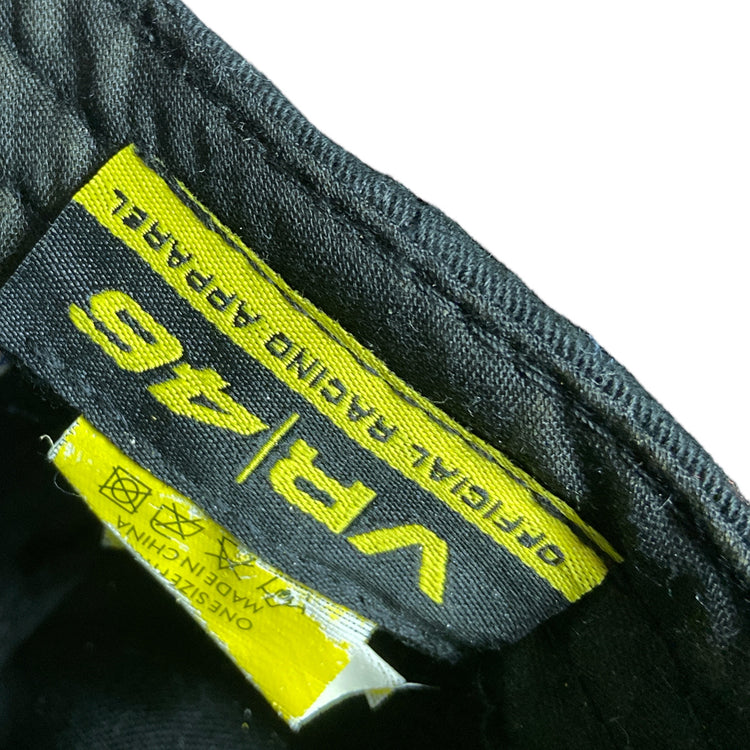 VR|46
OFFICIAL RACING APPAREL
MADE IN CHINA
ONE SIZE